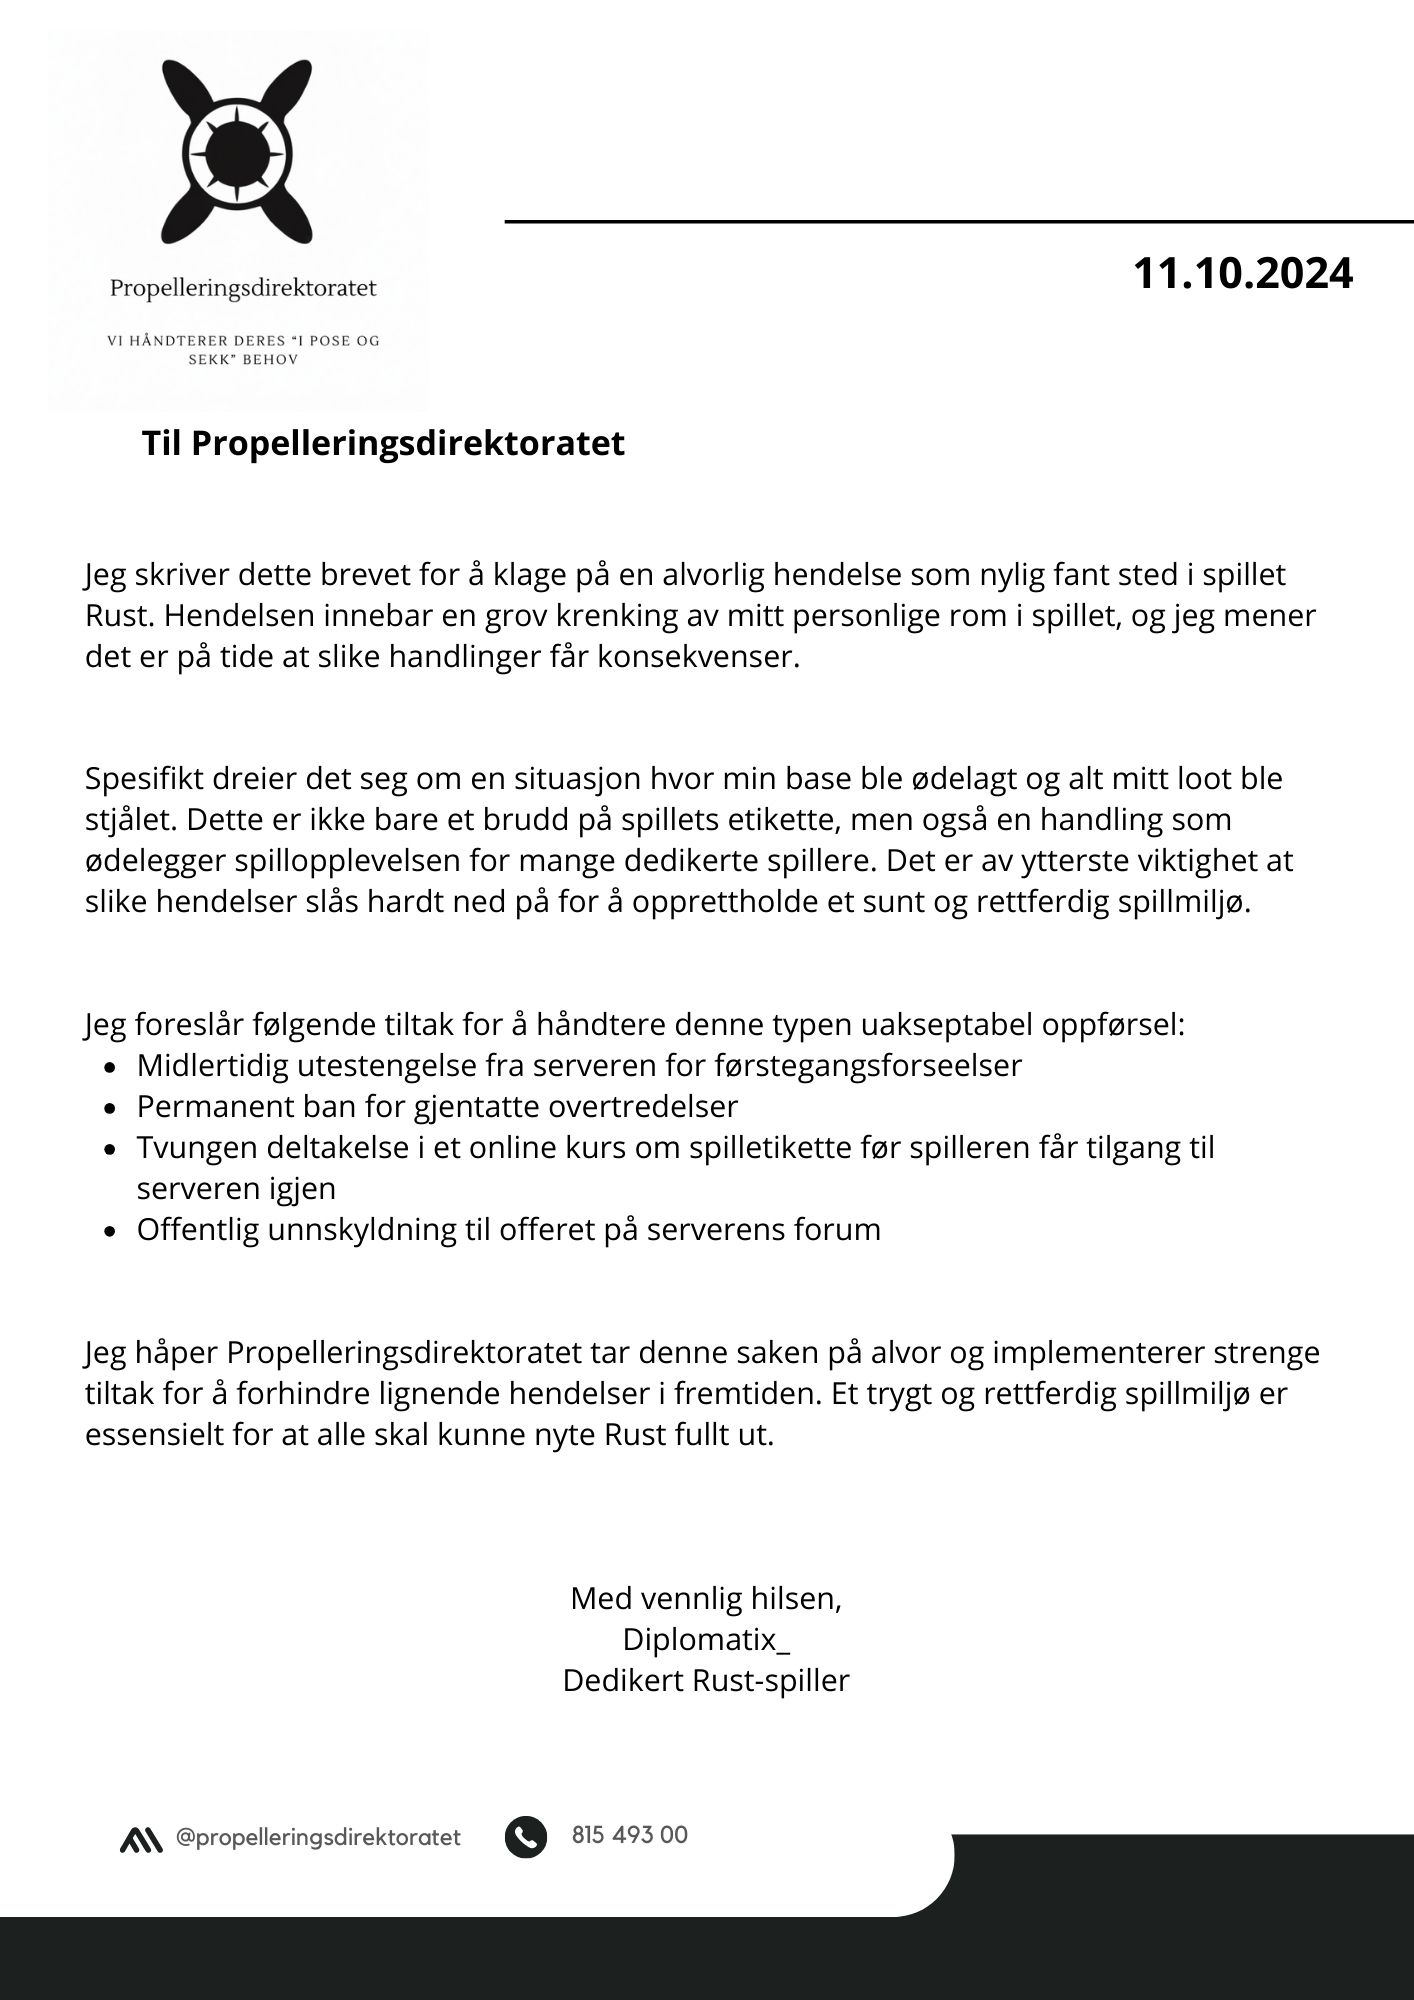 Propelleringsdirektoratet
VI HÅNDTERER DERES “I POSE OG
SEKK” BEHOV
11.10.2024
Til Propelleringsdirektoratet
Jeg skriver dette brevet for å klage på en alvorlig hendelse som nylig fant sted i spillet
Rust. Hendelsen innebar en grov krenking av mitt personlige rom i spillet, og jeg mener
det er på tide at slike handlinger får konsekvenser.
Spesifikt dreier det seg om en situasjon hvor min base ble ødelagt og alt mitt loot ble
stjålet. Dette er ikke bare et brudd på spillets etikette, men også en handling som
ødelegger spillopplevelsen for mange dedikerte spillere. Det er av ytterste viktighet at
slike hendelser slås hardt ned på for å opprettholde et sunt og rettferdig spillmiljø.
Jeg foreslår følgende tiltak for å håndtere denne typen uakseptabel oppførsel:
• Midlertidig utestengelse fra serveren for førstegangsforseelser
• Permanent ban for gjentatte overtredelser
• Tvungen deltakelse i et online kurs om spilletikette før spilleren får tilgang til
serveren igjen
• Offentlig unnskyldning til offeret på serverens forum
Jeg håper Propelleringsdirektoratet tar denne saken på alvor og implementerer strenge
tiltak for å forhindre lignende hendelser i fremtiden. Et trygt og rettferdig spillmiljø er
essensielt for at alle skal kunne nyte Rust fullt ut.
Med vennlig hilsen,
Diplomatix_
Dedikert Rust-spiller
@propelleringsdirektoratet
815 493 00